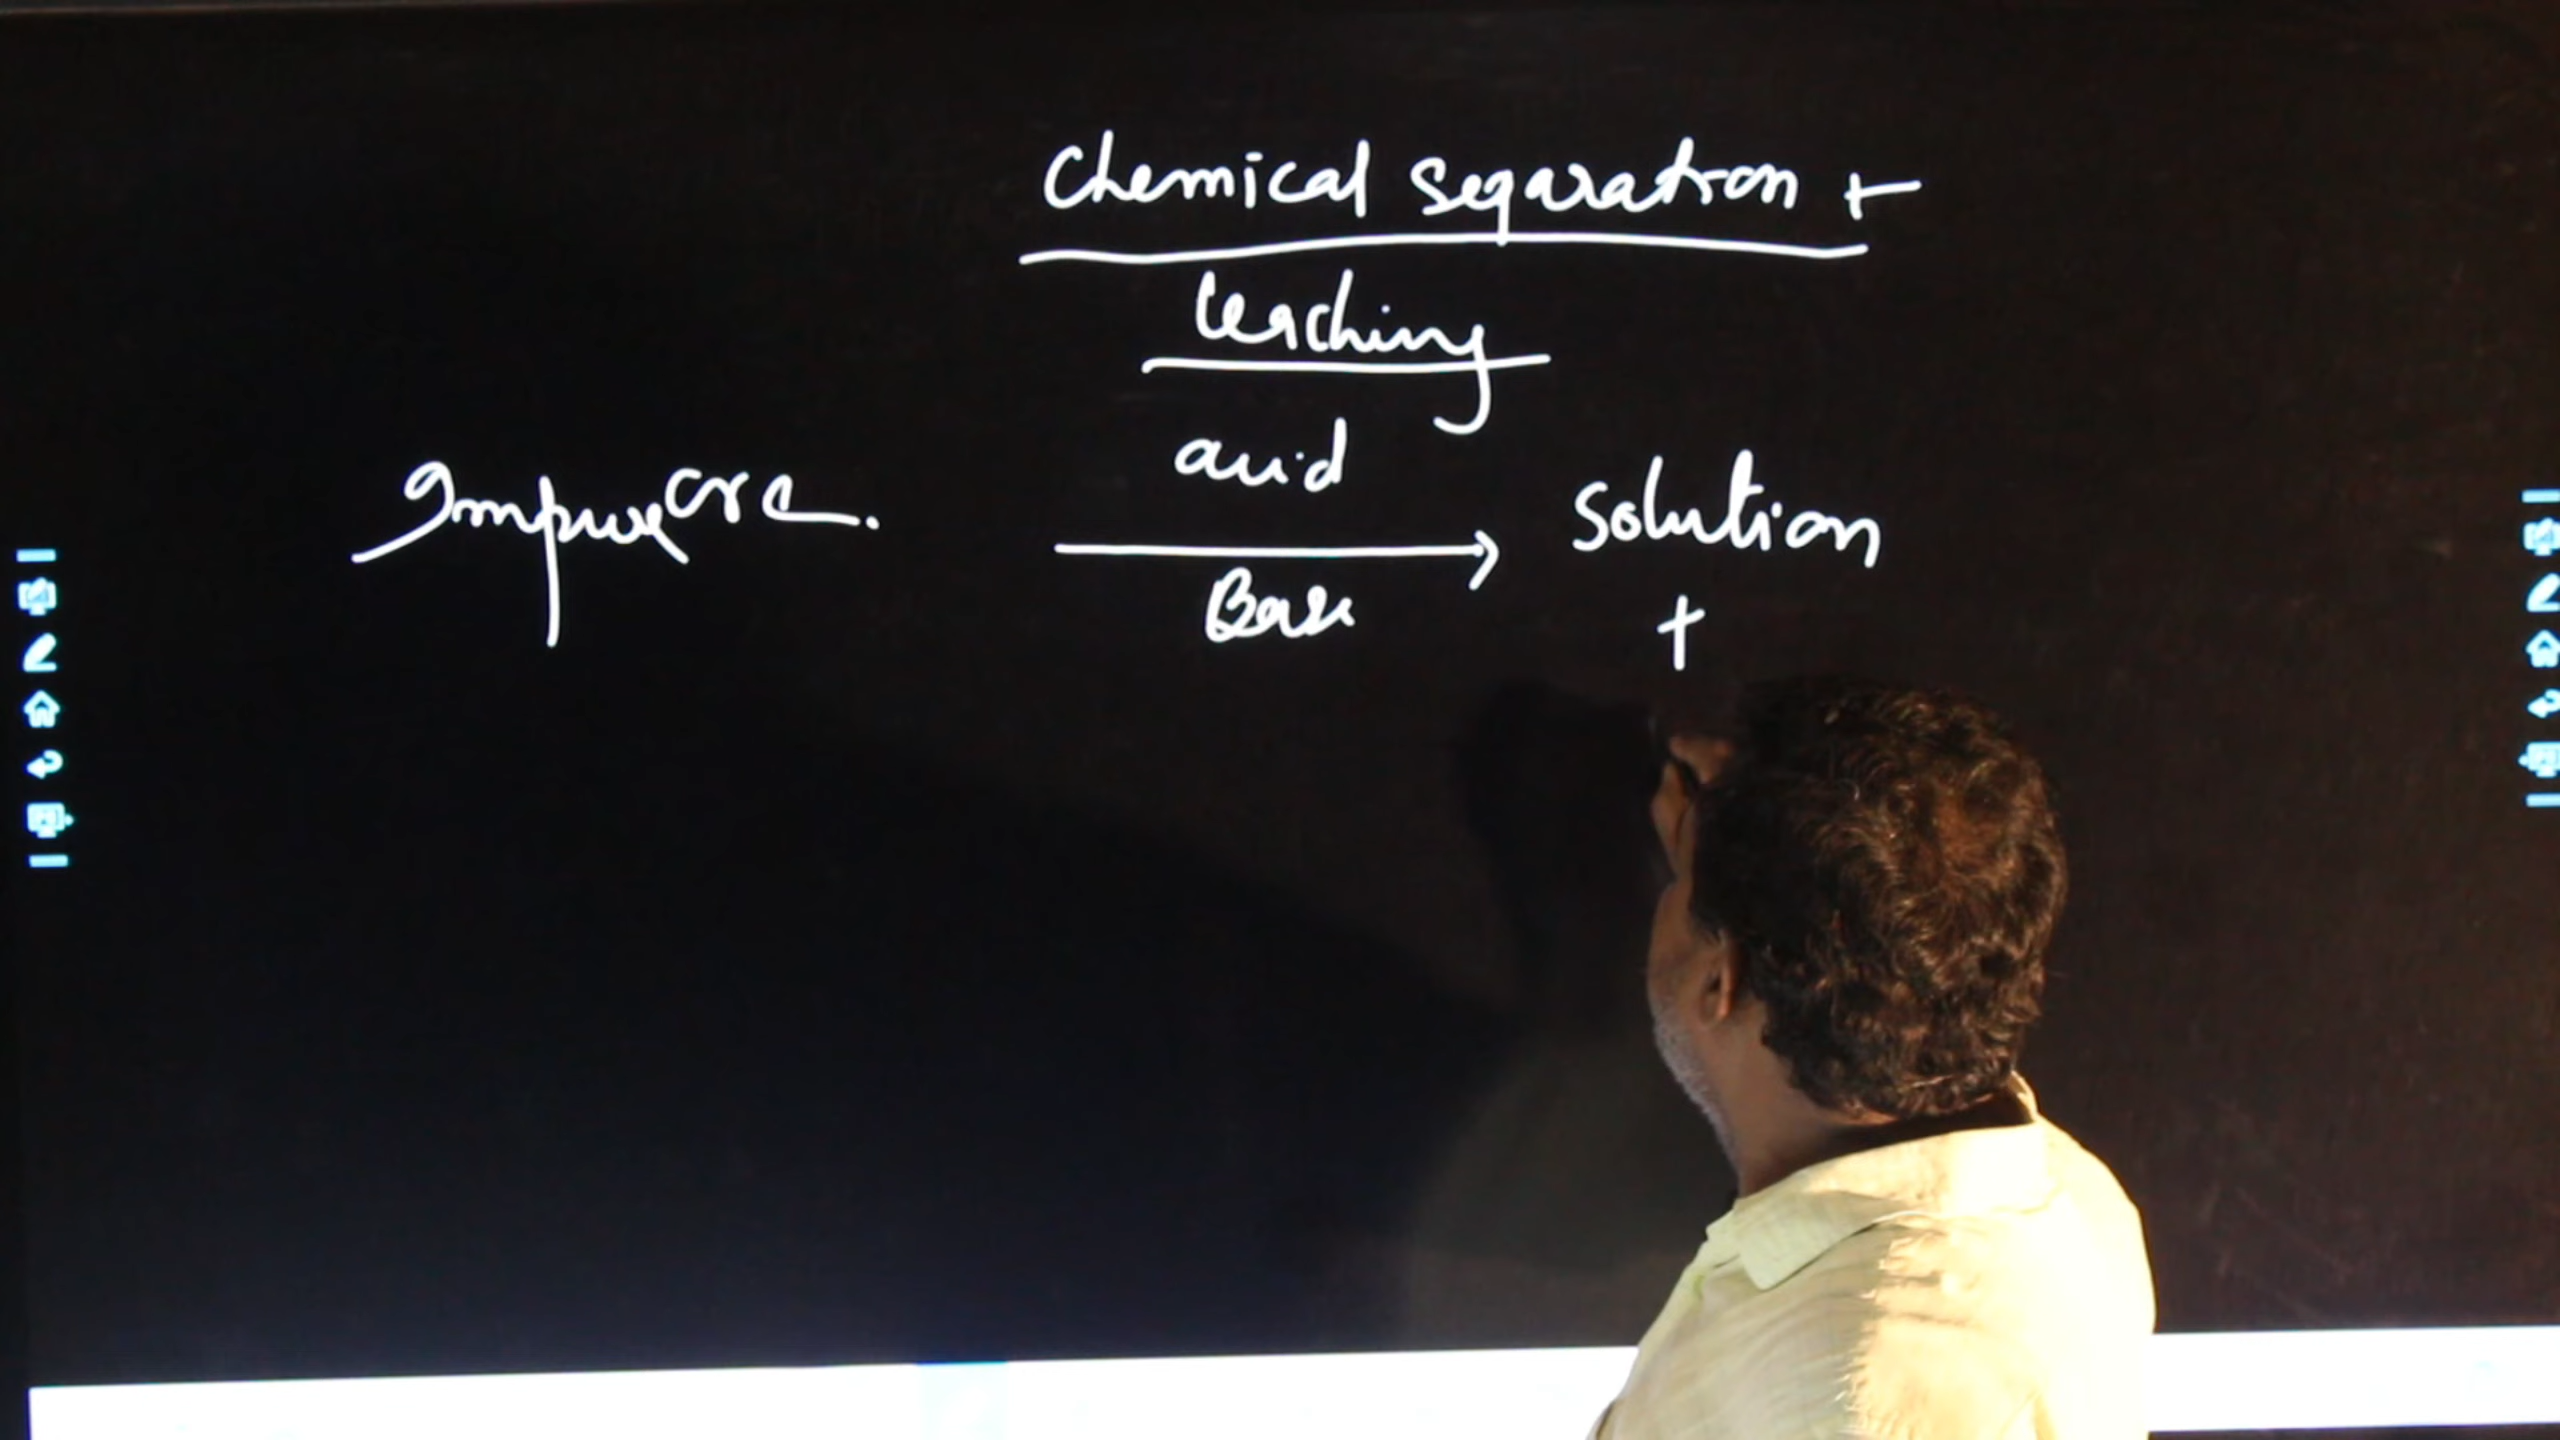 Chemical separation +
leaching
Impure ore.
acid
Base
Solution
+